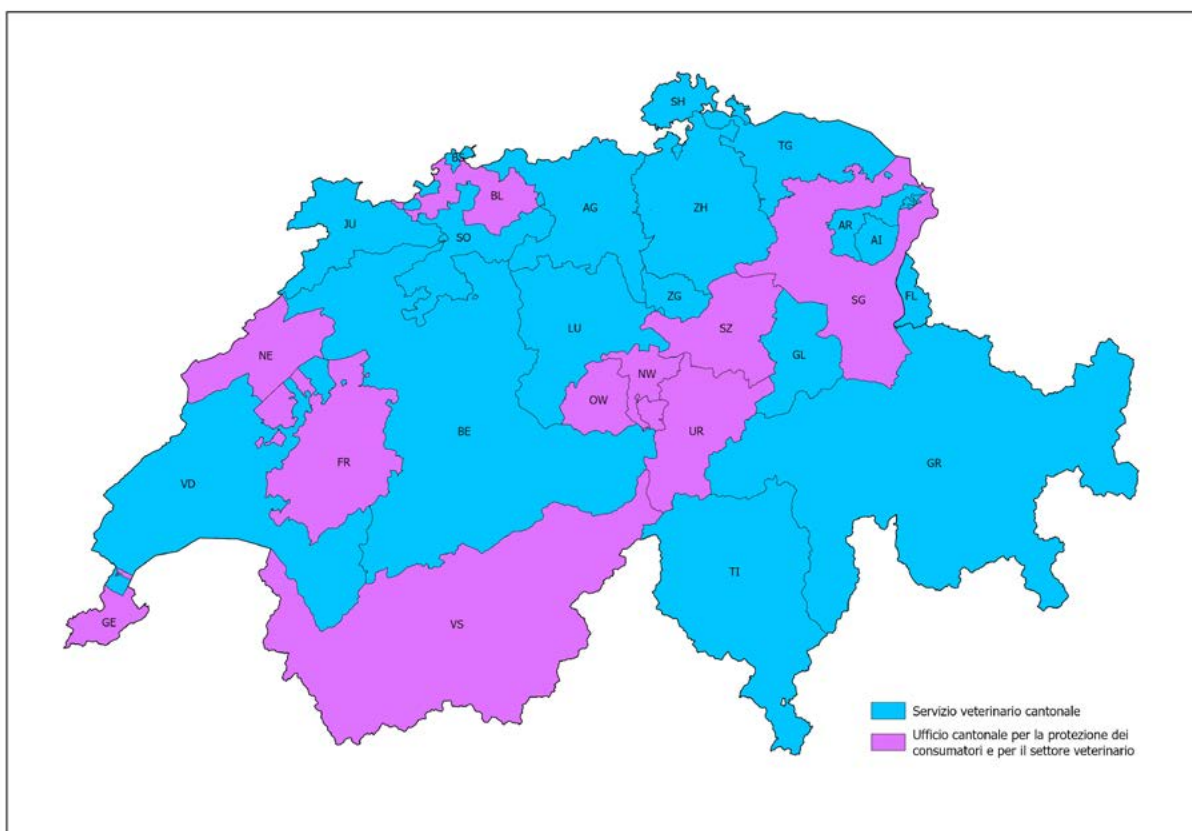 SH
TG
BS
BL
AG
ZH
JU
SO
AR
AI
ZG
FL
SG
LU
SZ
NE
GL
NW
OW
BE
UR
FR
GR
VD
TI
GE
VS
Servizio veterinario cantonale
Ufficio cantonale per la protezione dei
consumatori e per il settore veterinario